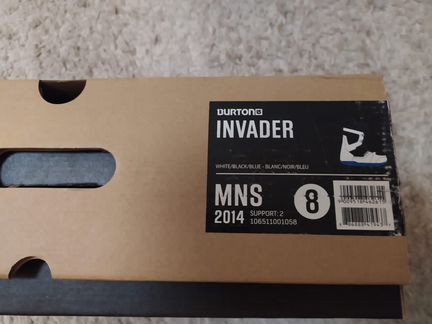 BURTON
INVADER
WHITE/BLACK/BLUE - BLANC/NOIR/BLEU
MNS
8
2014
SUPPORT: 2
106511001058